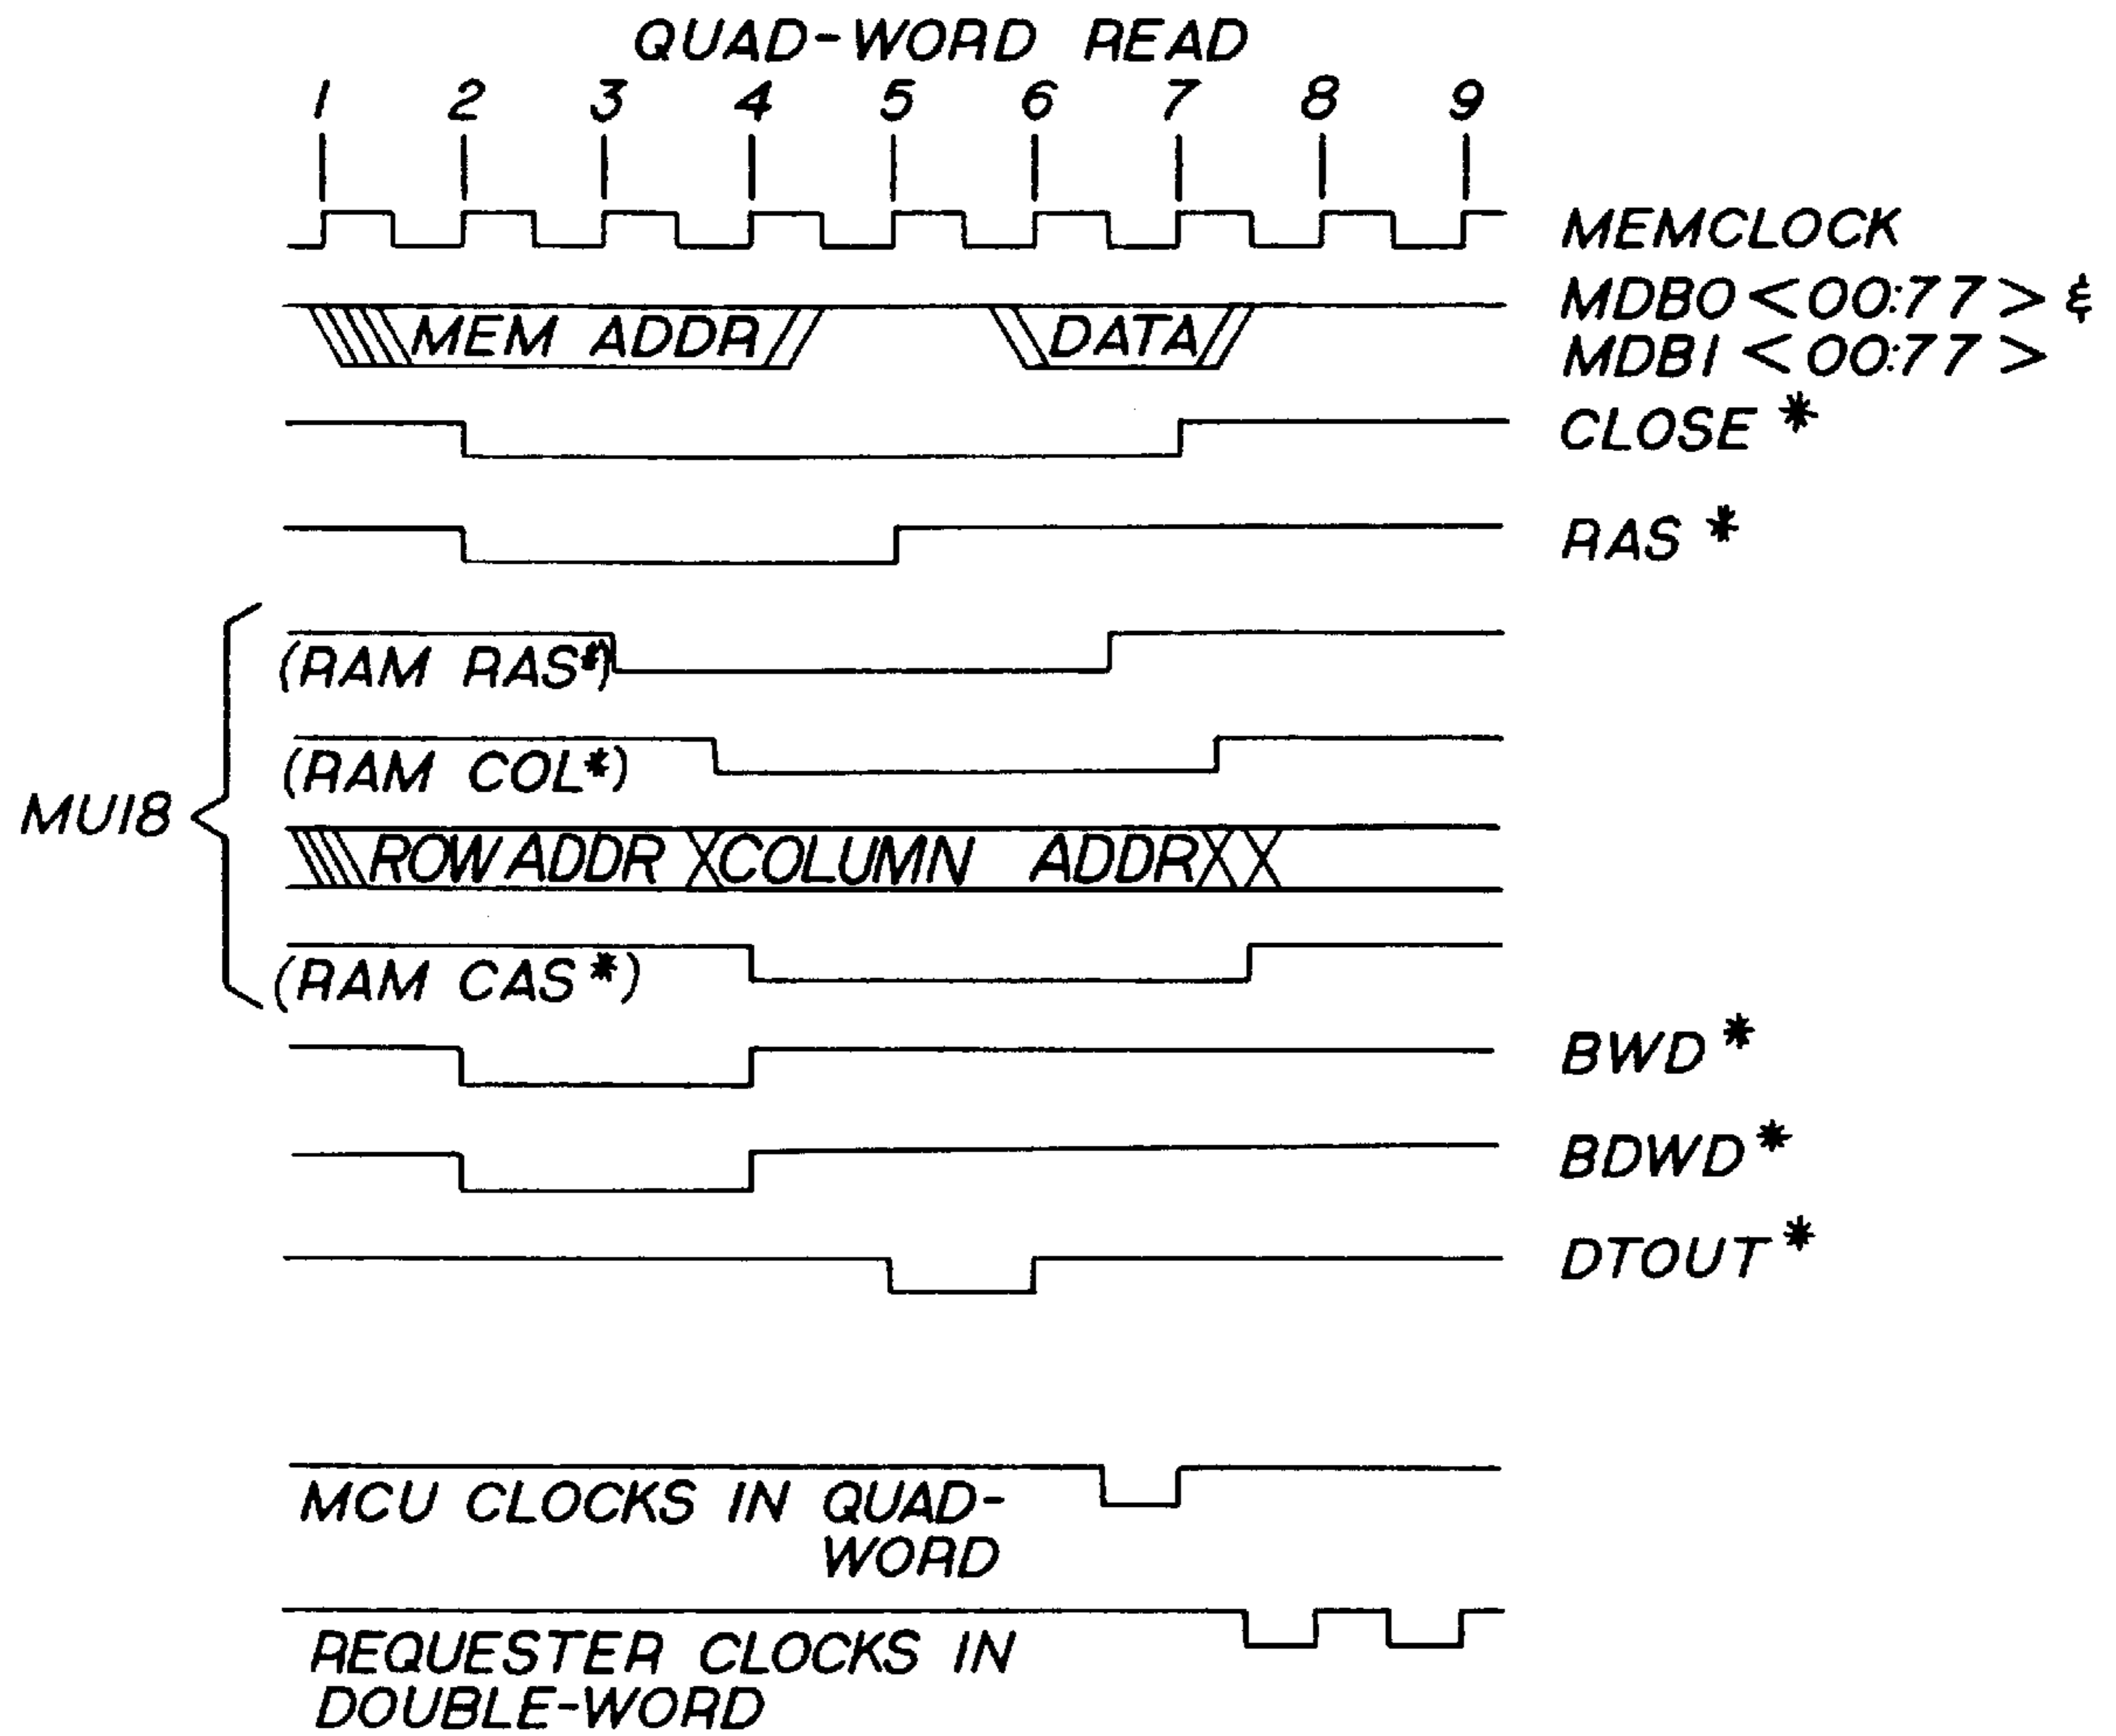 QUAD-WORD READ
1 2 3 4 5 6 7 8 9
MEMCLOCK
MDB0<00:77> &
MDB1<00:77>
MEM ADDR DATA
CLOSE*
RAS*
(RAM RAS*)
(RAM COL*)
MU18
ROW ADDR COLUMN ADDR
(RAM CAS*)
BWD*
BDWD*
DTOUT*
MCU CLOCKS IN QUAD-
WORD
REQUESTER CLOCKS IN
DOUBLE-WORD